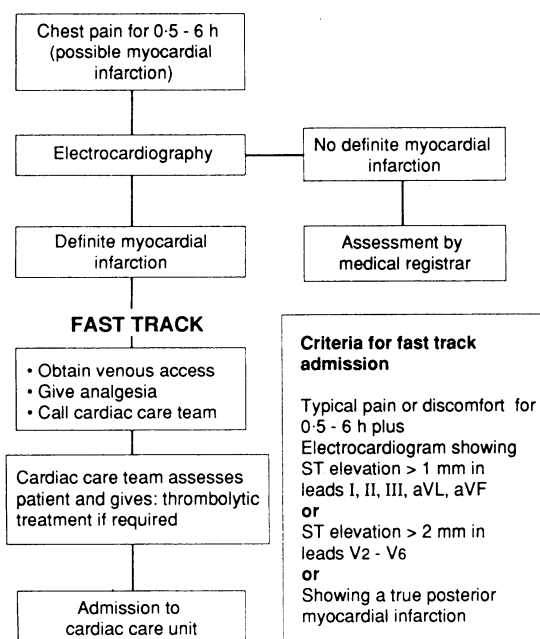 Chest pain for 0·5 - 6 h
(possible myocardial
infarction)
Electrocardiography
No definite myocardial
infarction
Definite myocardial
infarction
Assessment by
medical registrar
FAST TRACK
• Obtain venous access
• Give analgesia
• Call cardiac care team
Cardiac care team assesses
patient and gives: thrombolytic
treatment if required
Admission to
cardiac care unit
Criteria for fast track
admission
Typical pain or discomfort for
0·5 - 6 h plus
Electrocardiogram showing
ST elevation > 1 mm in
leads I, II, III, aVL, aVF
or
ST elevation > 2 mm in
leads V2 - V6
or
Showing a true posterior
myocardial infarction